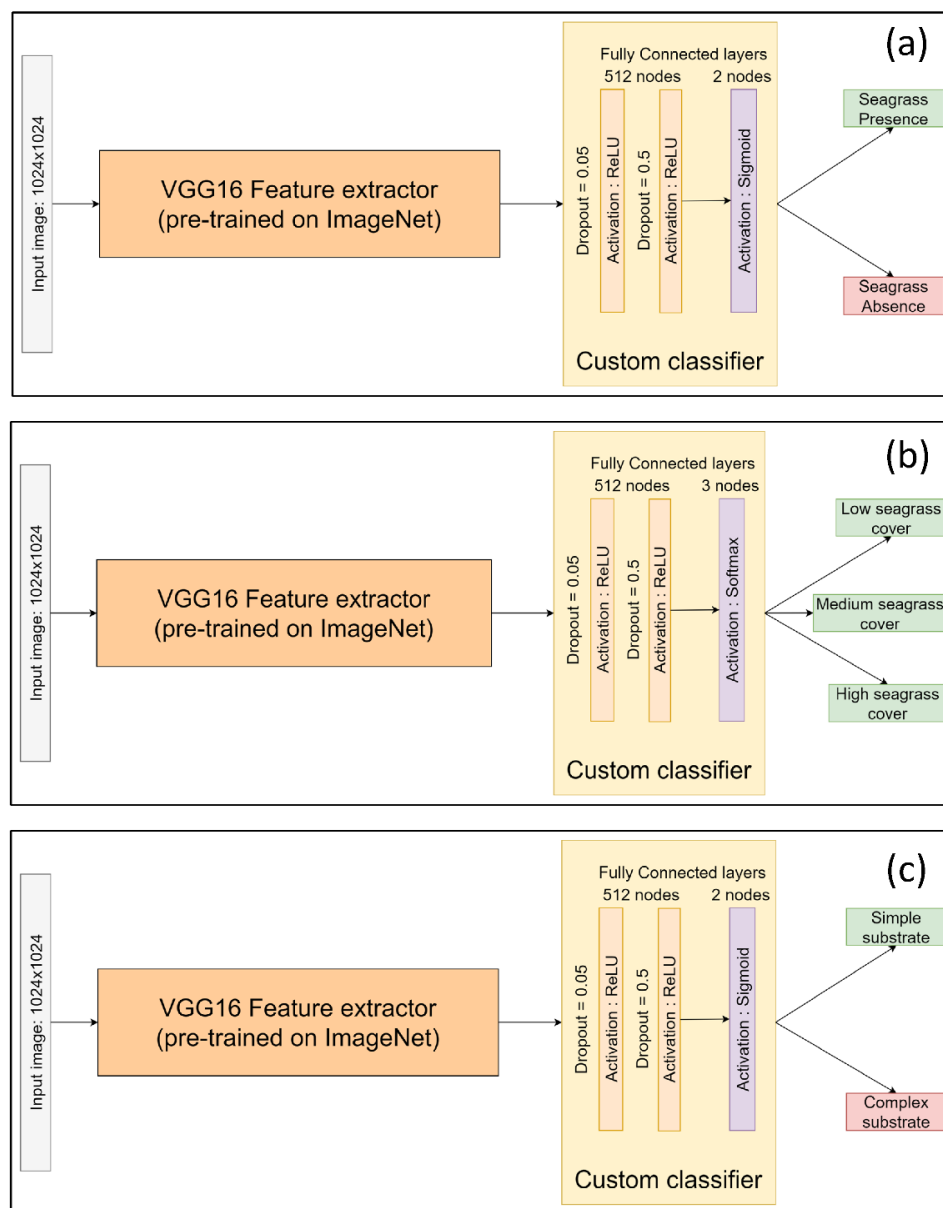 (a)
Input image: 1024x1024
VGG16 Feature extractor
(pre-trained on ImageNet)
Fully Connected layers
512 nodes
2 nodes
Dropout = 0.05
Activation : ReLU
Dropout = 0.5
Activation : ReLU
Activation : Sigmoid
Custom classifier
Seagrass
Presence
Seagrass
Absence
(b)
Input image: 1024x1024
VGG16 Feature extractor
(pre-trained on ImageNet)
Fully Connected layers
512 nodes
3 nodes
Dropout = 0.05
Activation : ReLU
Dropout = 0.5
Activation : ReLU
Activation : Softmax
Custom classifier
Low seagrass
cover
Medium seagrass
cover
High seagrass
cover
(c)
Input image: 1024x1024
VGG16 Feature extractor
(pre-trained on ImageNet)
Fully Connected layers
512 nodes
2 nodes
Dropout = 0.05
Activation : ReLU
Dropout = 0.5
Activation : ReLU
Activation : Sigmoid
Custom classifier
Simple
substrate
Complex
substrate